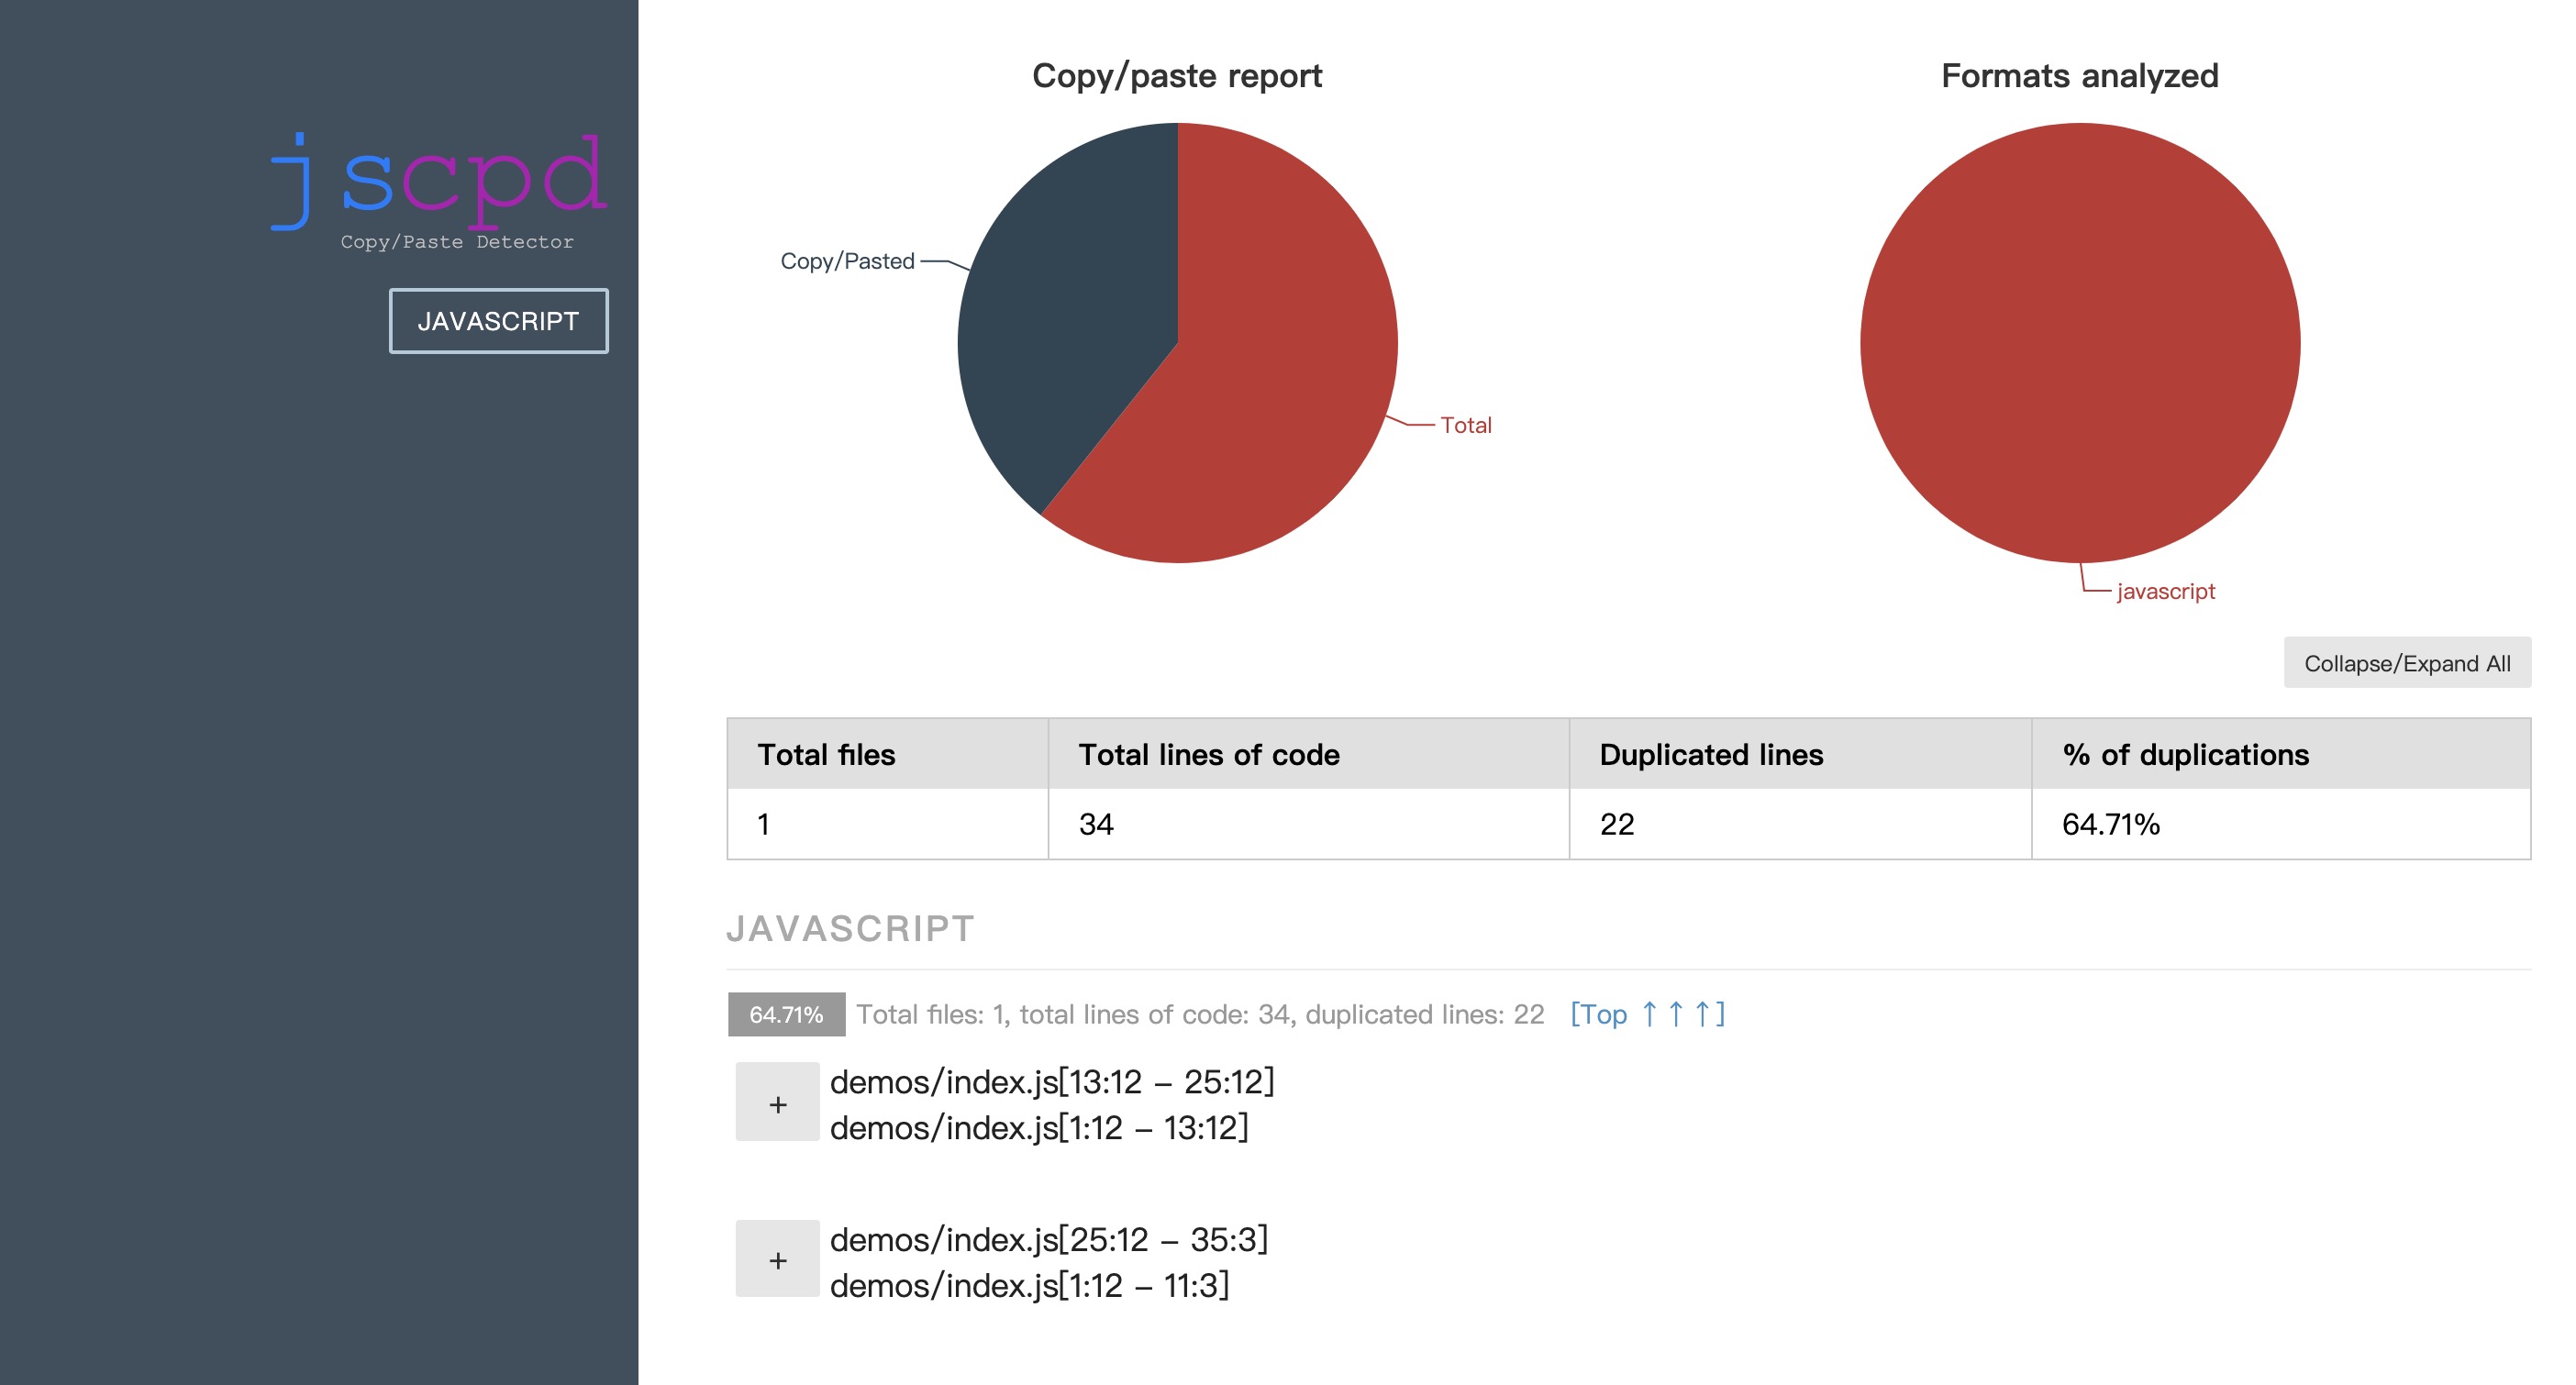 jscpd
Copy/Paste Detector
JAVASCRIPT
Copy/paste report
Copy/Pasted
Total
Formats analyzed
javascript
Collapse/Expand All
Total files Total lines of code Duplicated lines % of duplications
1 34 22 64.71%
JAVASCRIPT
64.71% Total files: 1, total lines of code: 34, duplicated lines: 22 [Top ↑ ↑ ↑]
+
demos/index.js[13:12 – 25:12]
demos/index.js[1:12 – 13:12]
+
demos/index.js[25:12 – 35:3]
demos/index.js[1:12 – 11:3]